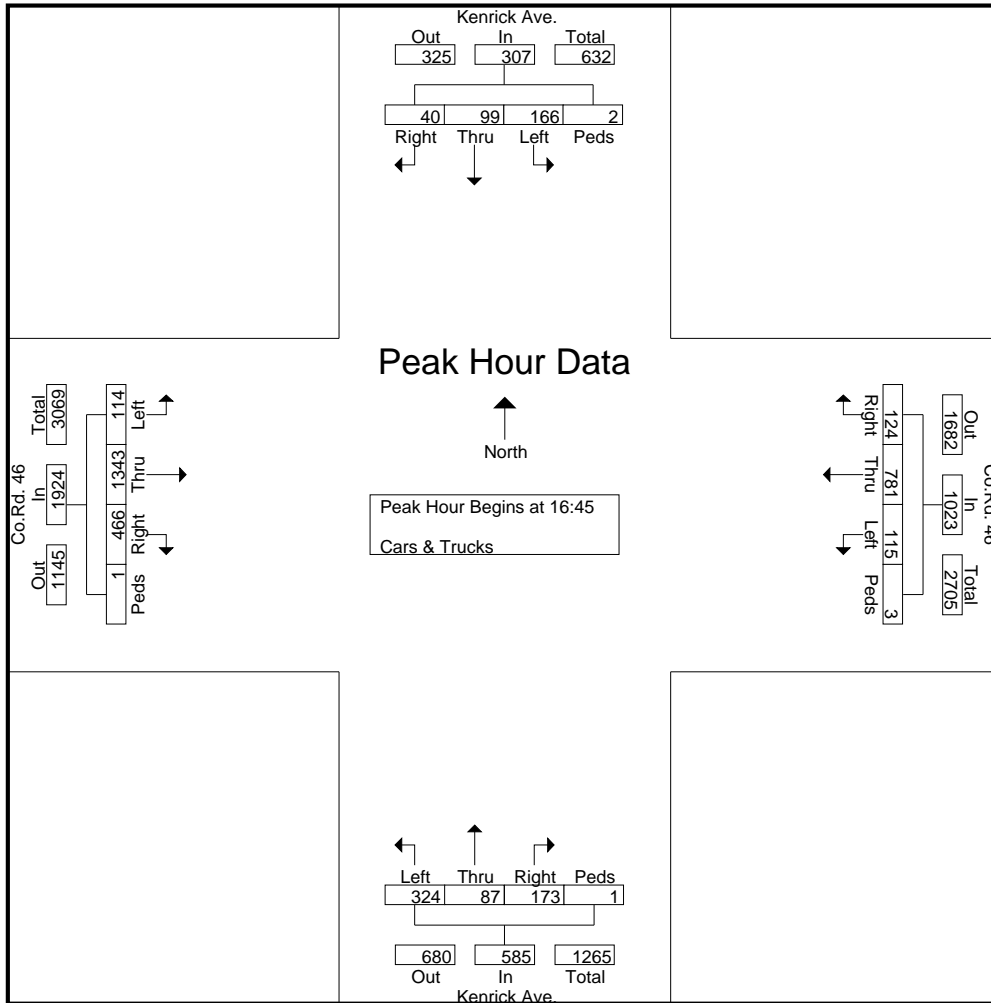 Kenrick Ave.
Out In Total
325 307 632
40 99 166 2
Right Thru Left Peds
Peak Hour Data
North
Peak Hour Begins at 16:45
Cars & Trucks
Co.Rd. 46
Total In Out
3069 1924 1145
114 1343 466 1
Left Thru Right Peds
Right Thru Left Peds
124 781 115 3
Out In Total
1682 1023 2705
Co.Rd. 46
Left Thru Right Peds
324 87 173 1
680 585 1265
Out In Total
Kenrick Ave.